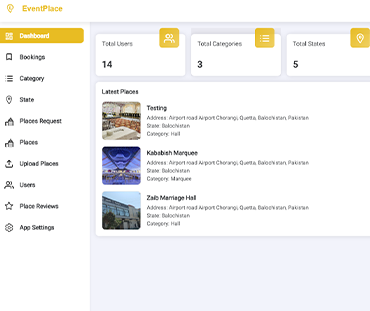 EventPlace
Dashboard
Bookings
Category
State
Places Request
Places
Upload Places
Users
Place Reviews
App Settings
Total Users
14
Total Categories
3
Total States
5
Latest Places
Testing
Address: Airport road Airport Chorangi, Quetta, Balochistan, Pakistan
State: Balochistan
Category: Hall
Kababish Marquee
Address: Airport road Airport Chorangi, Quetta, Balochistan, Pakistan
State: Balochistan
Category: Marquee
Zaib Marriage Hall
Address: Airport road Airport Chorangi, Quetta, Balochistan, Pakistan
State: Balochistan
Category: Hall